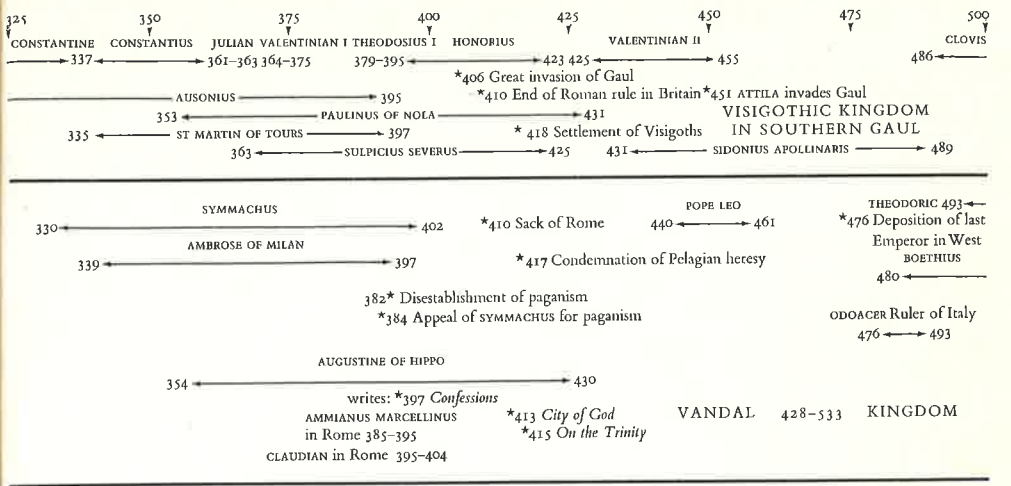 325 350 375 400 425 450 475 500
CONSTANTINE CONSTANTIUS JULIAN VALENTINIAN I THEODOSIUS I HONORIUS VALENTINIAN II CLOVIS
337 361–363 364–375 379–395 423 425 455 486
*406 Great invasion of Gaul
AUSONIUS 395 *410 End of Roman rule in Britain *451 ATTILA invades Gaul
353 PAULINUS OF NOLA 431 VISIGOTHIC KINGDOM
335 ST MARTIN OF TOURS 397 *418 Settlement of Visigoths IN SOUTHERN GAUL
363 SULPICIUS SEVERUS 425 431 SIDONIUS APOLLINARIS 489
SYMMACHUS POPE LEO THEODORIC 493
330 402 *410 Sack of Rome 440 461 *476 Deposition of last
AMBROSE OF MILAN Emperor in West
339 397 *417 Condemnation of Pelagian heresy BOETHIUS
480
382* Disestablishment of paganism
*384 Appeal of SYMMACHUS for paganism ODOACER Ruler of Italy
476 493
AUGUSTINE OF HIPPO
354 430
writes: *397 Confessions
AMMIANUS MARCELLINUS *413 City of God VANDAL 428–533 KINGDOM
in Rome 385–395 *415 On the Trinity
CLAUDIAN in Rome 395–404